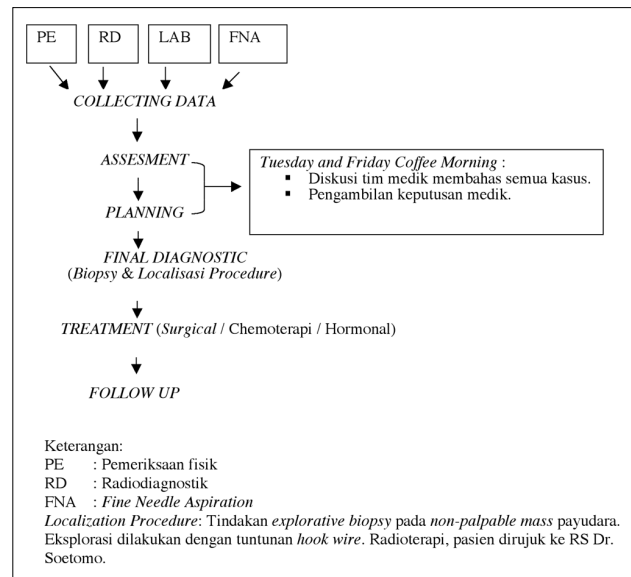 PE RD LAB FNA
COLLECTING DATA
ASSESMENT
PLANNING
Tuesday and Friday Coffee Morning :
▪ Diskusi tim medik membahas semua kasus.
▪ Pengambilan keputusan medik.
FINAL DIAGNOSTIC
(Biopsy & Localisasi Procedure)
TREATMENT (Surgical / Chemoterapi / Hormonal)
FOLLOW UP
Keterangan:
PE : Pemeriksaan fisik
RD : Radiodiagnostik
FNA : Fine Needle Aspiration
Localization Procedure: Tindakan explorative biopsy pada non-palpable mass payudara.
Eksplorasi dilakukan dengan tuntunan hook wire. Radioterapi, pasien dirujuk ke RS Dr.
Soetomo.